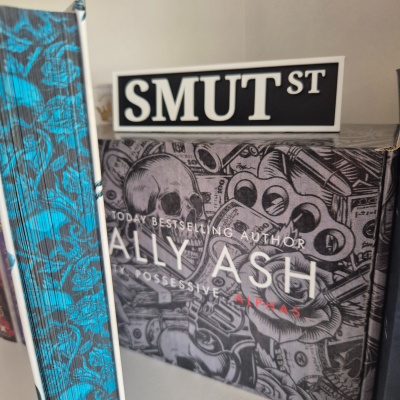 SMUT ST
TODAY BESTSELLING AUTHOR
ALLY ASH
POSSESSIVE, ALPHAS